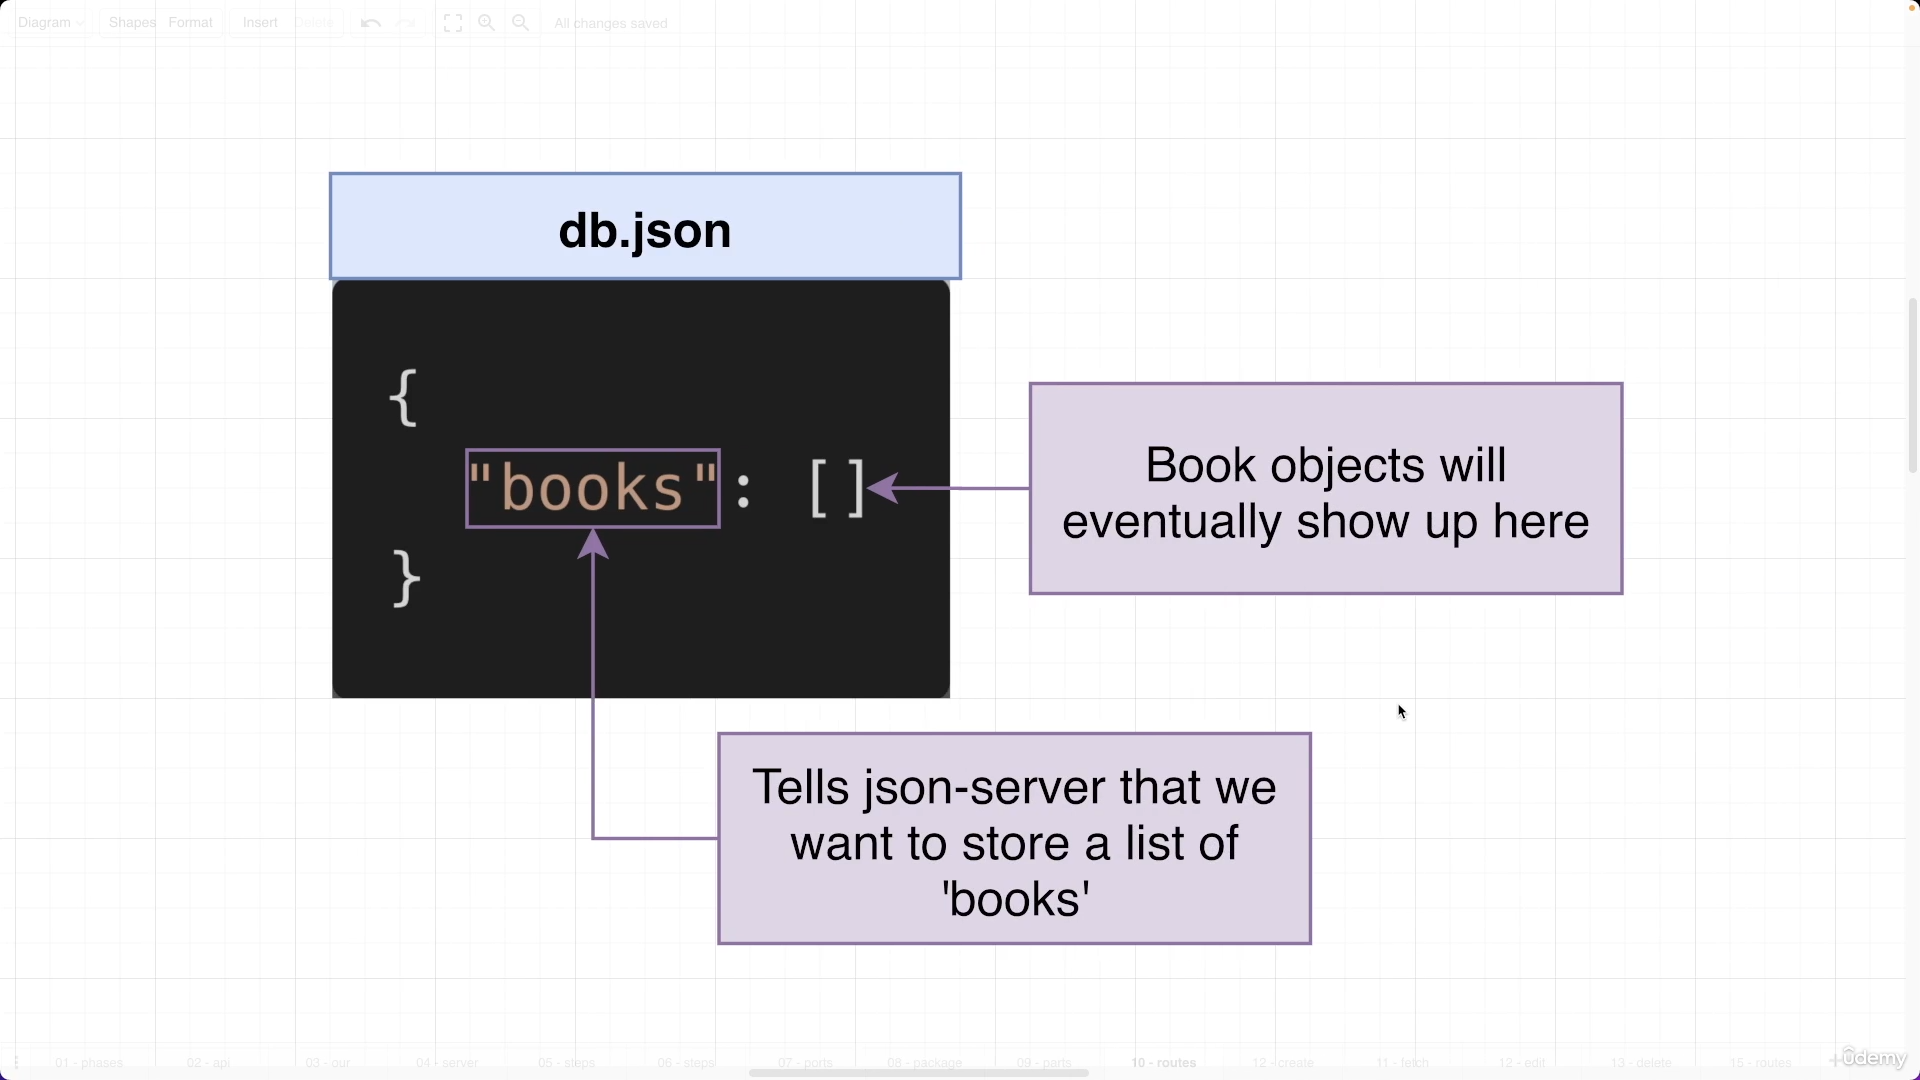 Diagram Shapes Format Insert Delete All changes saved
db.json
{
"books": []
}
Book objects will
eventually show up here
Tells json-server that we
want to store a list of
'books'
01 - phases 02 - api 03 - our 04 - server 05 - steps 06 - steps 07 - ports 08 - package 09 - parts 10 - routes 12 - create 11 - fetch 12 - edit 13 - delete 15 - routes
ûdemy